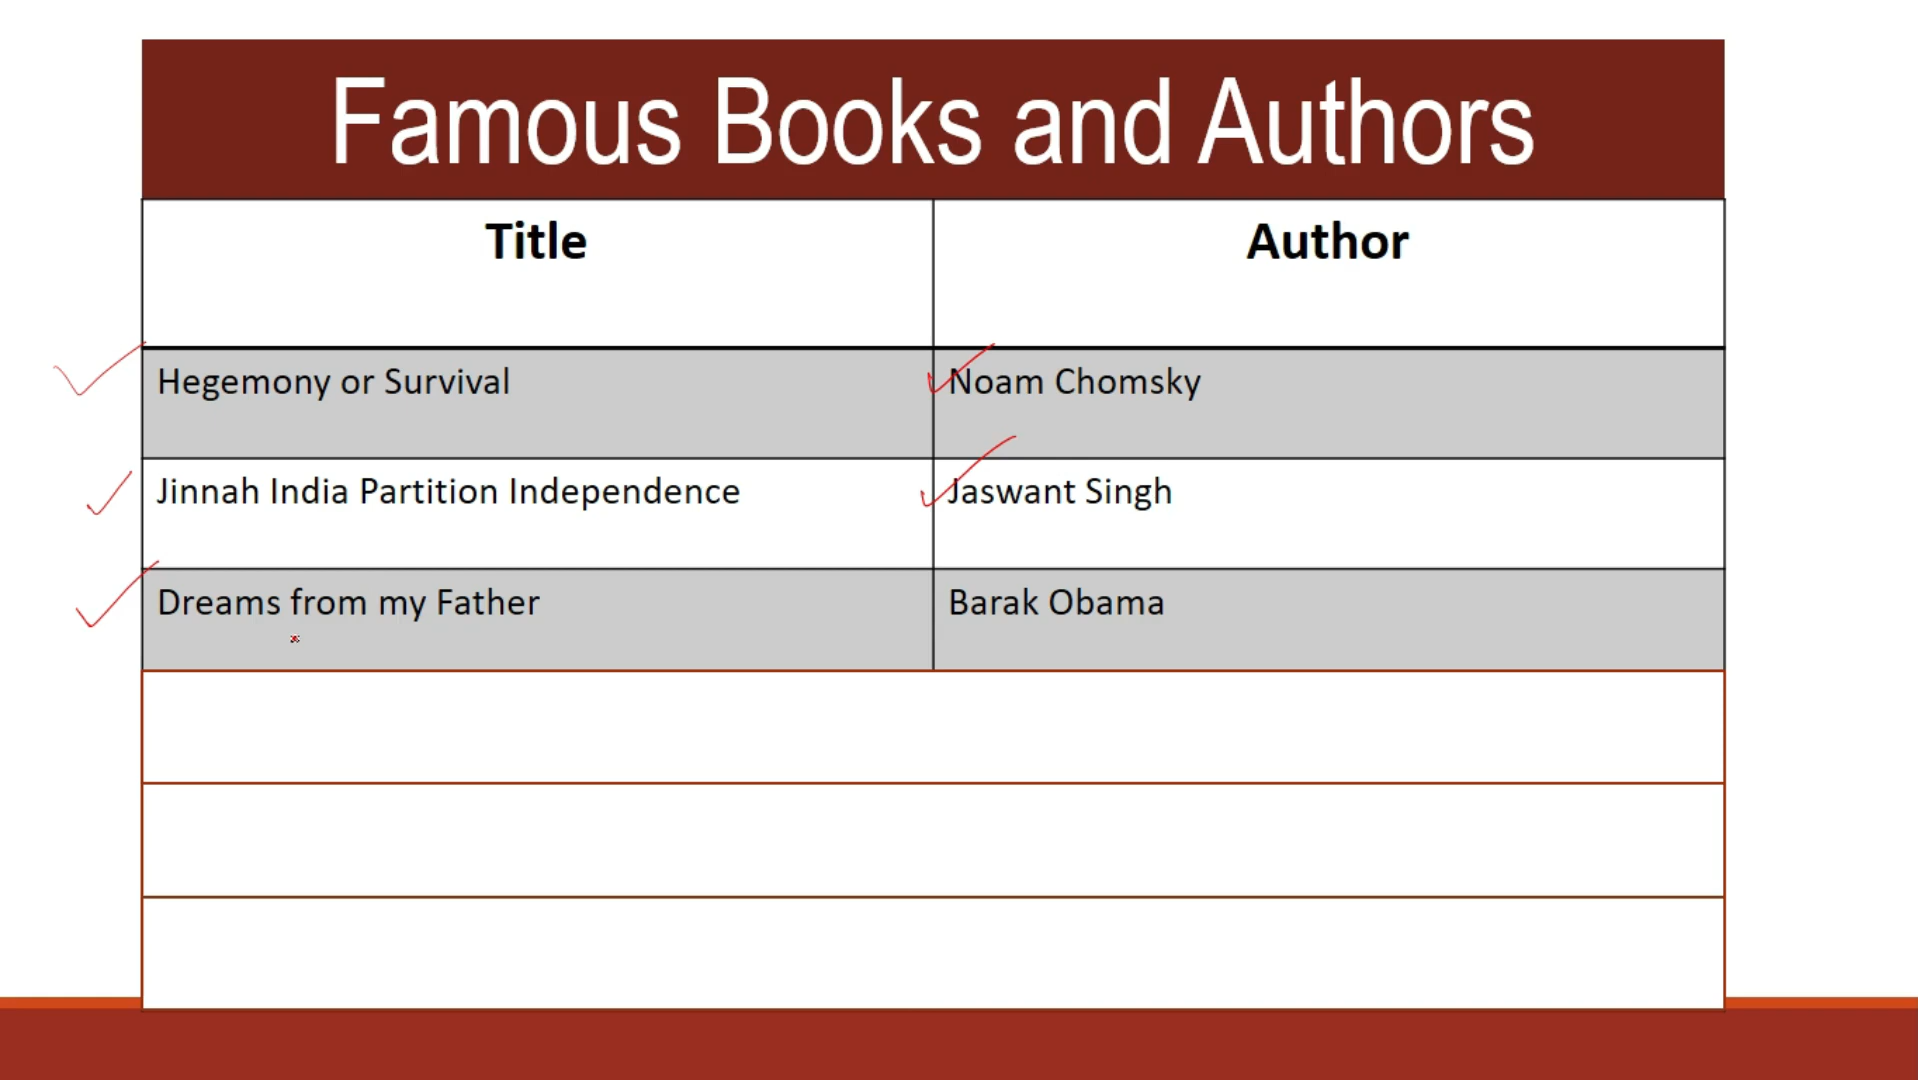 Famous Books and Authors
Title Author
Hegemony or Survival Noam Chomsky
Jinnah India Partition Independence Jaswant Singh
Dreams from my Father Barak Obama